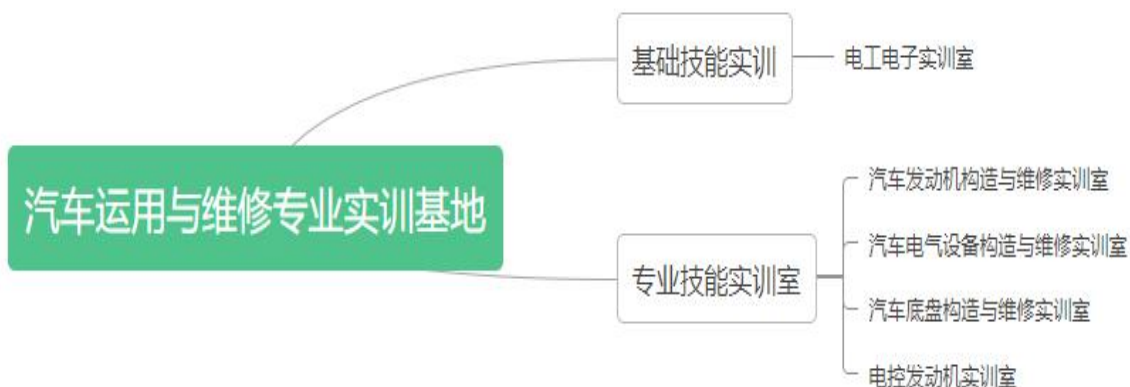 基础技能实训
电工电子实训室
汽车运用与维修专业实训基地
汽车发动机构造与维修实训室
汽车电气设备构造与维修实训室
专业技能实训室
汽车底盘构造与维修实训室
电控发动机实训室